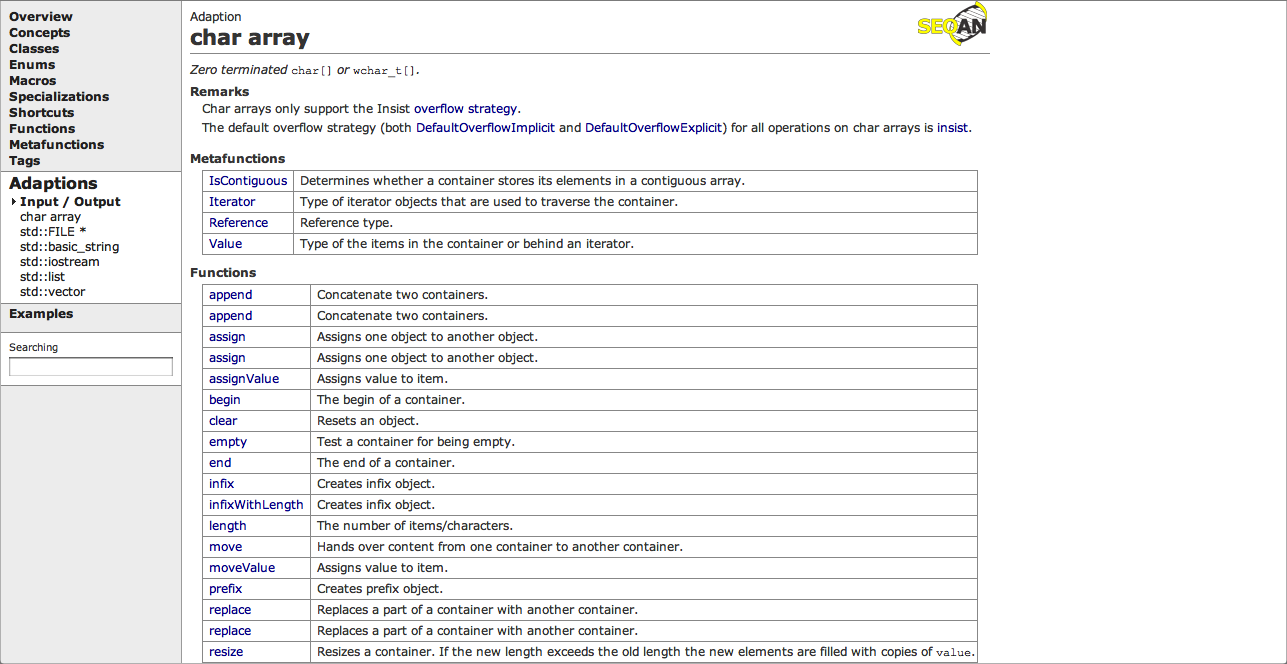 Overview
Concepts
Classes
Enums
Macros
Specializations
Shortcuts
Functions
Metafunctions
Tags
Adaptions
Input / Output
char array
std::FILE *
std::basic_string
std::iostream
std::list
std::vector
Examples
Searching
Adaption
char array
SEQAN
Zero terminated char[] or wchar_t[].
Remarks
Char arrays only support the Insist overflow strategy.
The default overflow strategy (both DefaultOverflowImplicit and DefaultOverflowExplicit) for all operations on char arrays is insist.
Metafunctions
IsContiguous Determines whether a container stores its elements in a contiguous array.
Iterator Type of iterator objects that are used to traverse the container.
Reference Reference type.
Value Type of the items in the container or behind an iterator.
Functions
append Concatenate two containers.
append Concatenate two containers.
assign Assigns one object to another object.
assign Assigns one object to another object.
assignValue Assigns value to item.
begin The begin of a container.
clear Resets an object.
empty Test a container for being empty.
end The end of a container.
infix Creates infix object.
infixWithLength Creates infix object.
length The number of items/characters.
move Hands over content from one container to another container.
moveValue Assigns value to item.
prefix Creates prefix object.
replace Replaces a part of a container with another container.
replace Replaces a part of a container with another container.
resize Resizes a container. If the new length exceeds the old length the new elements are filled with copies of value.